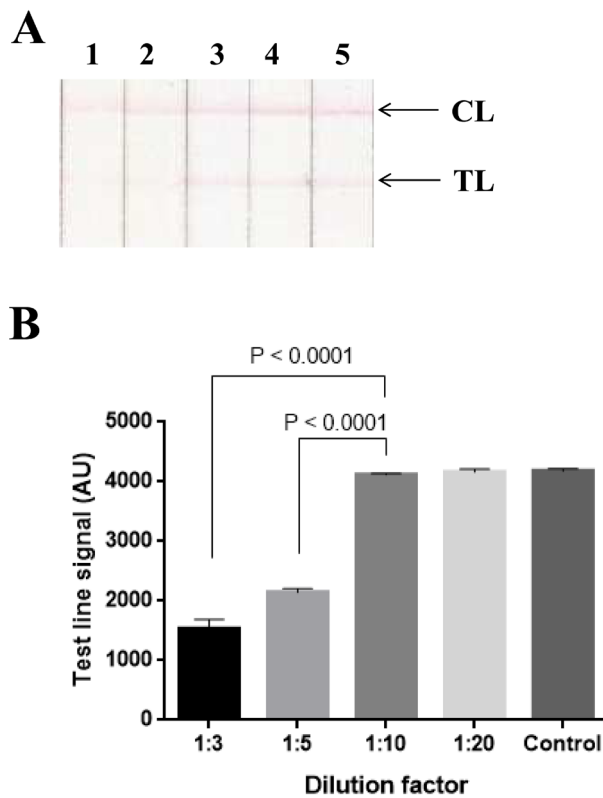 A
1 2 3 4 5
CL
TL
B
P < 0.0001
P < 0.0001
5000
4000
3000
2000
1000
0
Test line signal (AU)
1:3 1:5 1:10 1:20 Control
Dilution factor